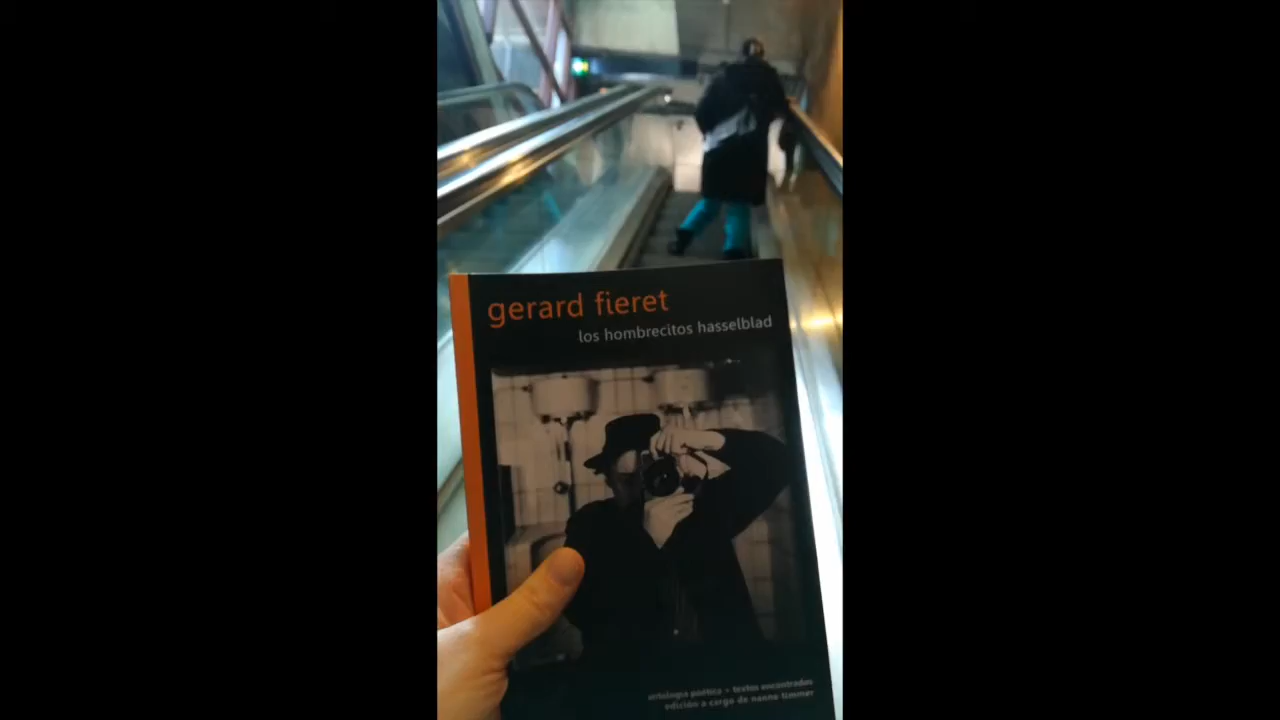 gerard fieret
los hombrecitos hasselblad
antología poética + textos encontrados
edición a cargo de nanne timmer